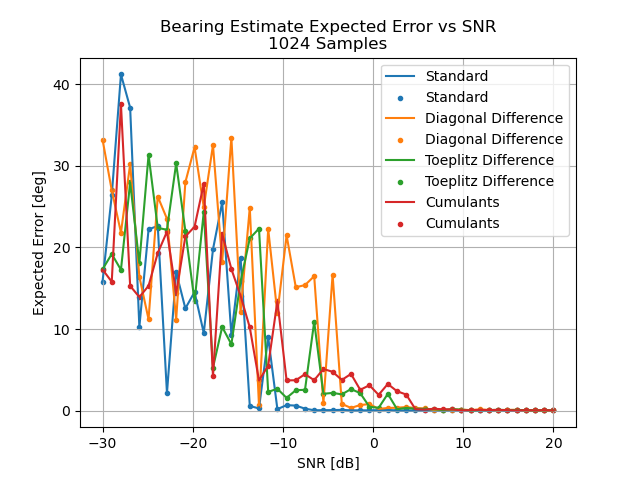 Bearing Estimate Expected Error vs SNR
1024 Samples
Expected Error [deg]
40
30
20
10
0
Standard
Standard
Diagonal Difference
Diagonal Difference
Toeplitz Difference
Toeplitz Difference
Cumulants
Cumulants
−30
−20
−10
0
10
20
SNR [dB]